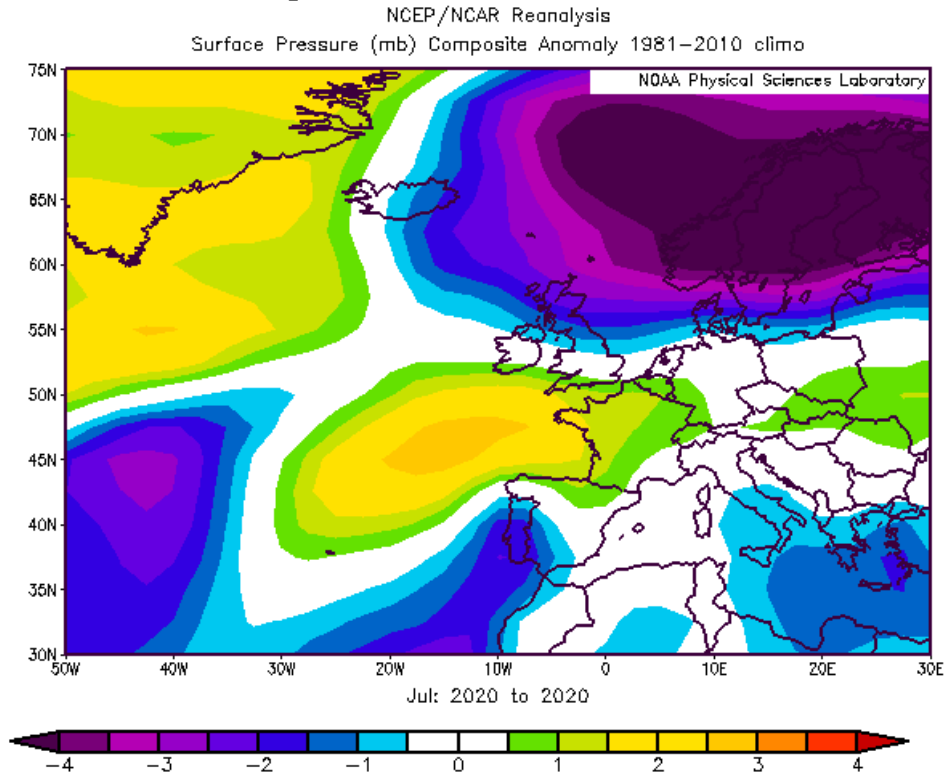 NCEP/NCAR Reanalysis
Surface Pressure (mb) Composite Anomaly 1981-2010 climo
NOAA Physical Sciences Laboratory
75N
70N
65N
60N
55N
50N
45N
40N
35N
30N
50W 40W 30W 20W 10W 0 10E 20E 30E
Jul: 2020 to 2020
-4 -3 -2 -1 0 1 2 3 4